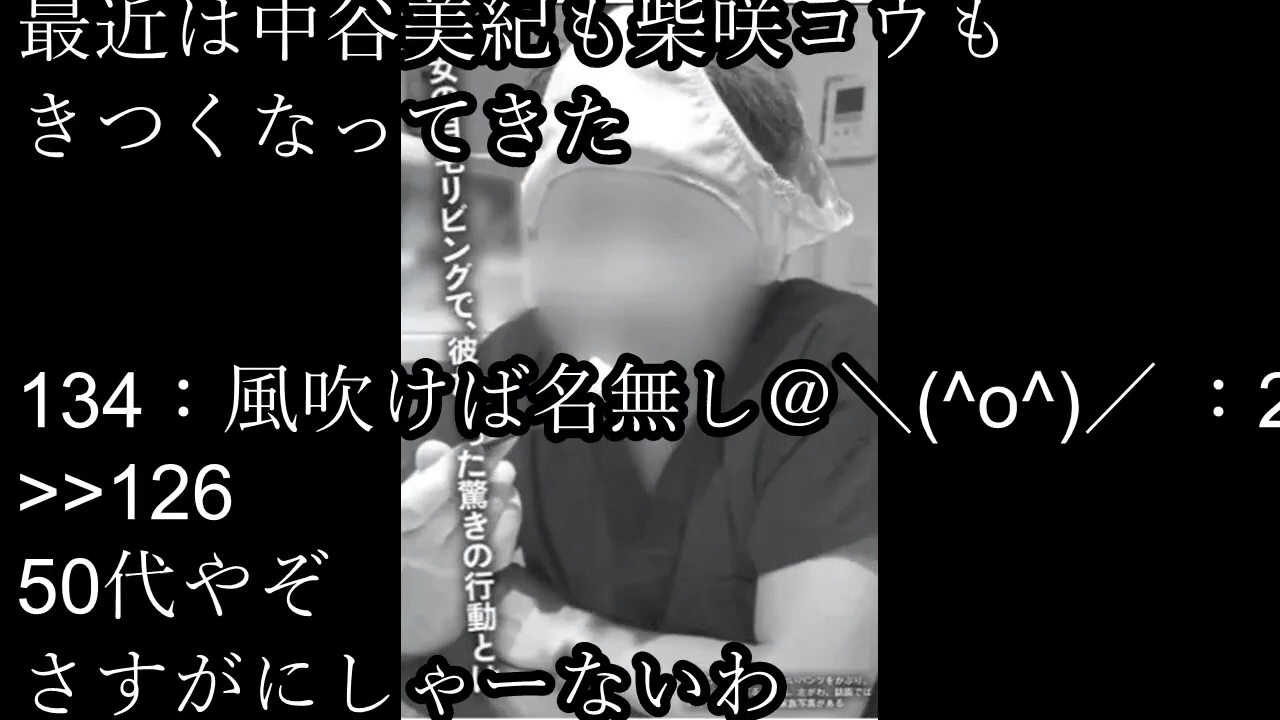 最近は中谷美紀も柴咲コウも
きつくなってきた
134：風吹けば名無し@＼(^o^)／ ：2
>>126
50代やぞ
さすがにしゃーないわ
リビングで、彼
た驚きの行動と